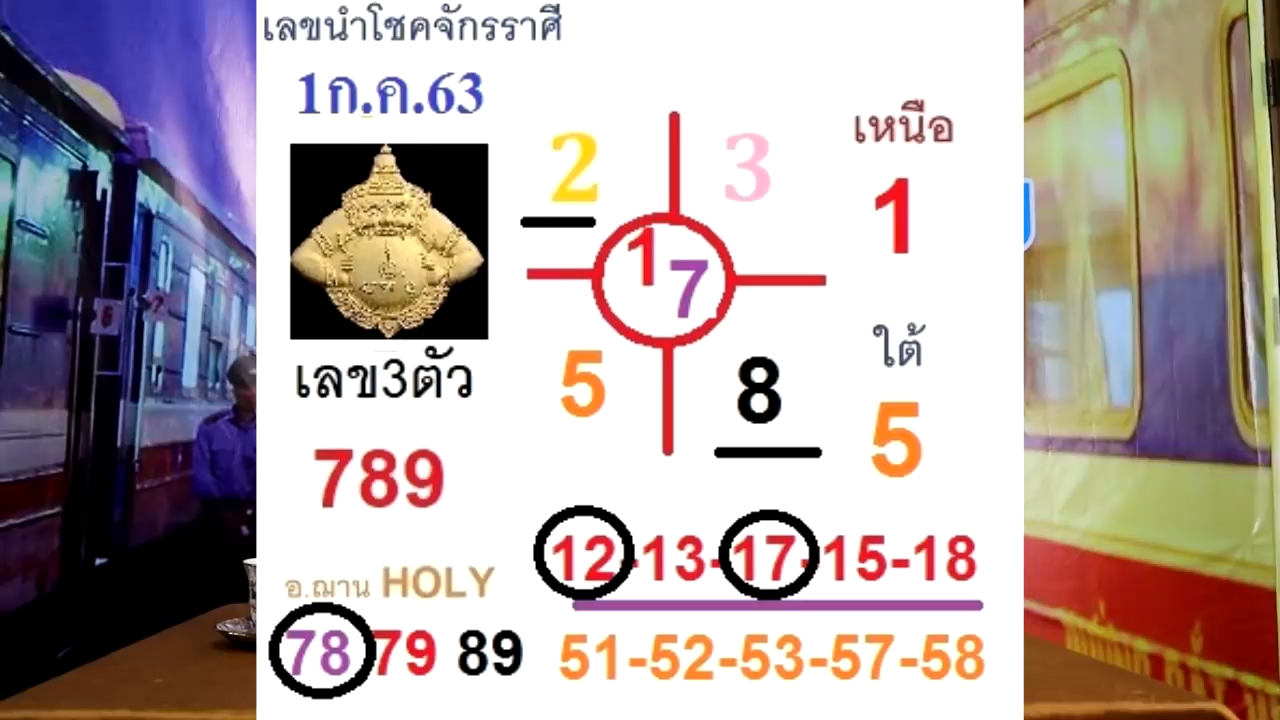 เลขนำโชคจักรราศี
1ก.ค.63
2 3
1 7
5 8
เหนือ
1
ใต้
5
เลข3ตัว
789
อ.ฌาน HOLY
78 79 89
12-13-17-15-18
51-52-53-57-58